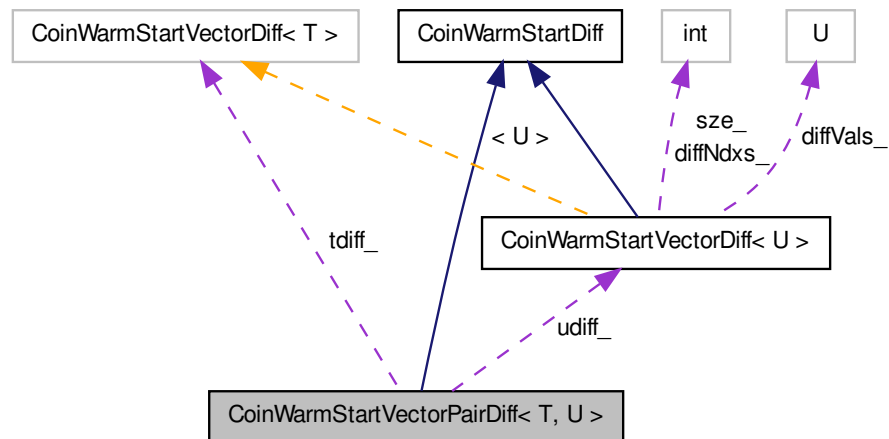 CoinWarmStartVectorDiff< T >
CoinWarmStartDiff
int
U
< U >
sze_
diffNdxs_
diffVals_
tdiff_
CoinWarmStartVectorDiff< U >
udiff_
CoinWarmStartVectorPairDiff< T, U >